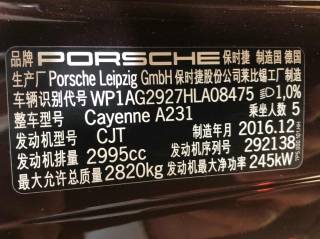 品牌 PORSCHE 保时捷 制造国 德国
生产厂 Porsche Leipzig GmbH 保时捷股份公司莱比锡工厂制造
车辆识别代号 WP1AG2927HLA08475 1,0%
整车型号 Cayenne A231 乘坐人数 5
发动机型号 CJT 制造年月 2016.12
发动机排量 2995cc 发动机序列号 292138
最大允许总质量 2820kg 发动机最大净功率 245kW